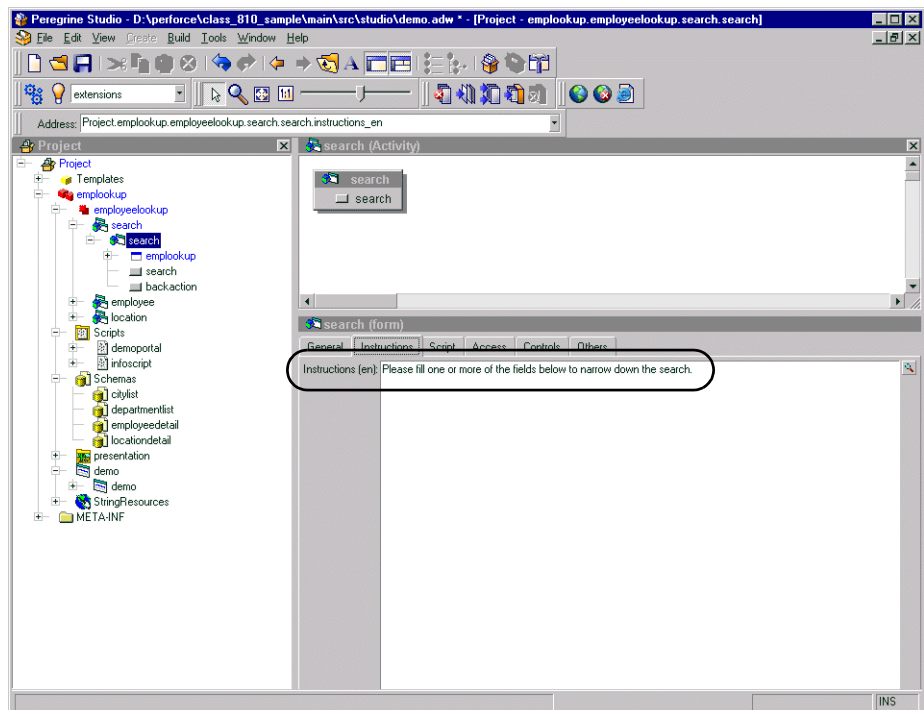 Peregrine Studio - D:\perforce\class_810_sample\main\src\studio\demo.adw * - [Project - emplookup.employeelookup.search.search]
File Edit View Create Build Tools Window Help
extensions
1:1
Address: Project.emplookup.employeelookup.search.search.instructions_en
Project
Project
Templates
emplookup
employeelookup
search
search
emplookup
search
backaction
employee
location
Scripts
demoportal
infoscript
Schemas
citylist
departmentlist
employeedetail
locationdetail
presentation
demo
demo
StringResources
META-INF
search (Activity)
search
search
search (form)
General Instructions Script Access Controls Others
Instructions (en): Please fill one or more of the fields below to narrow down the search.
INS